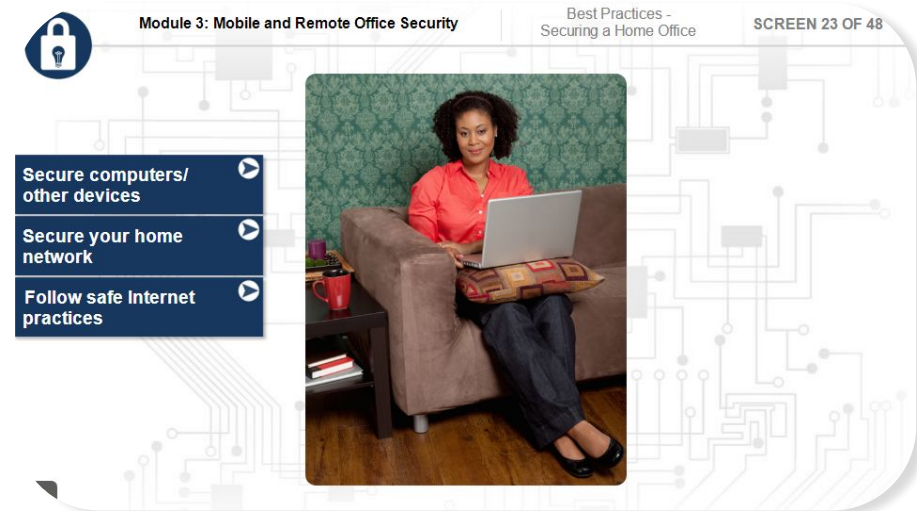 Module 3: Mobile and Remote Office Security
Best Practices -
Securing a Home Office
SCREEN 23 OF 48
Secure computers/
other devices
Secure your home
network
Follow safe Internet
practices